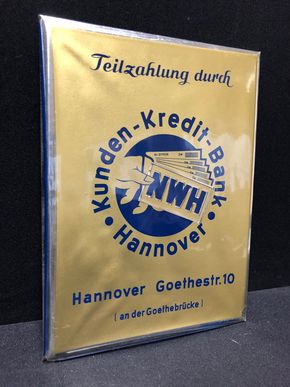 Teilzahlung durch
• Kunden-Kredit-Bank •
NWH
Hannover
Hannover Goethestr.10
(an der Goethebrücke)